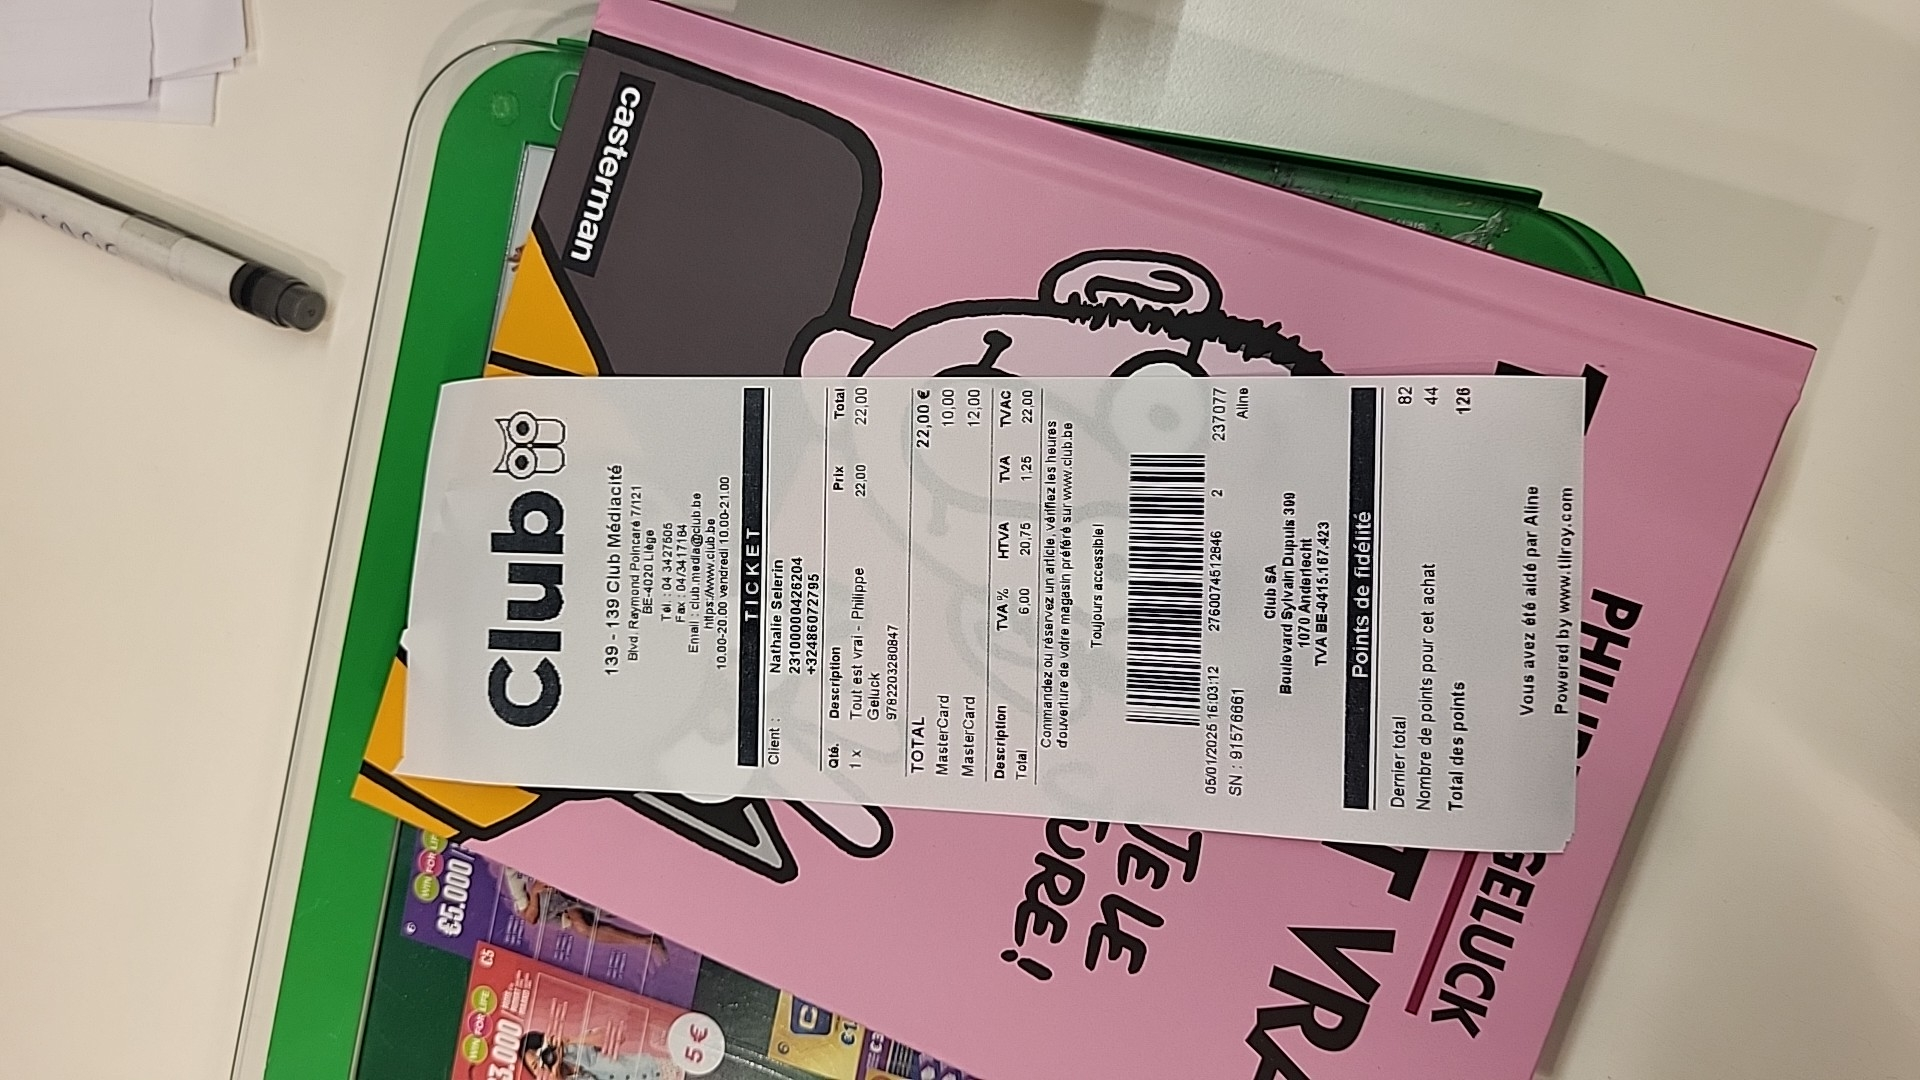 Club
139 - 139 Club Médiacité
Blvd. Raymond Poincaré 7/121
BE-4020 Liège
Tél. : 04 3427505
Fax : 04/3417184
Email : club.media@club.be
https://www.club.be
10.00-20.00 vendredi 10.00-21.00
TICKET
Client : Nathalie Selerin
2310000426204
+32486072795
Qté. Description Prix Total
1 x Tout est vrai - Philippe 22,00 22,00
Geluck
9782203280847
TOTAL 22,00 €
MasterCard 10,00
MasterCard 12,00
Description TVA % HTVA TVA TVAC
Total 6,00 20,75 1,25 22,00
Commandez ou réservez un article, vérifiez les heures
d'ouverture de votre magasin préféré sur www.club.be
Toujours accessible!
05/01/2025 16:03:12 2760074512846 2 237077
SN : 91576661 Aline
Club SA
Boulevard Sylvain Dupuis 309
1070 Anderlecht
TVA BE-0415.167.423
Points de fidélité
Dernier total 82
Nombre de points pour cet achat 44
Total des points 126
Vous avez été aidé par Aline
Powered by www.tilroy.com
casterman
GELUCK
WIN FOR LIFE
€5.000
€5
WIN FOR LIFE
5 €